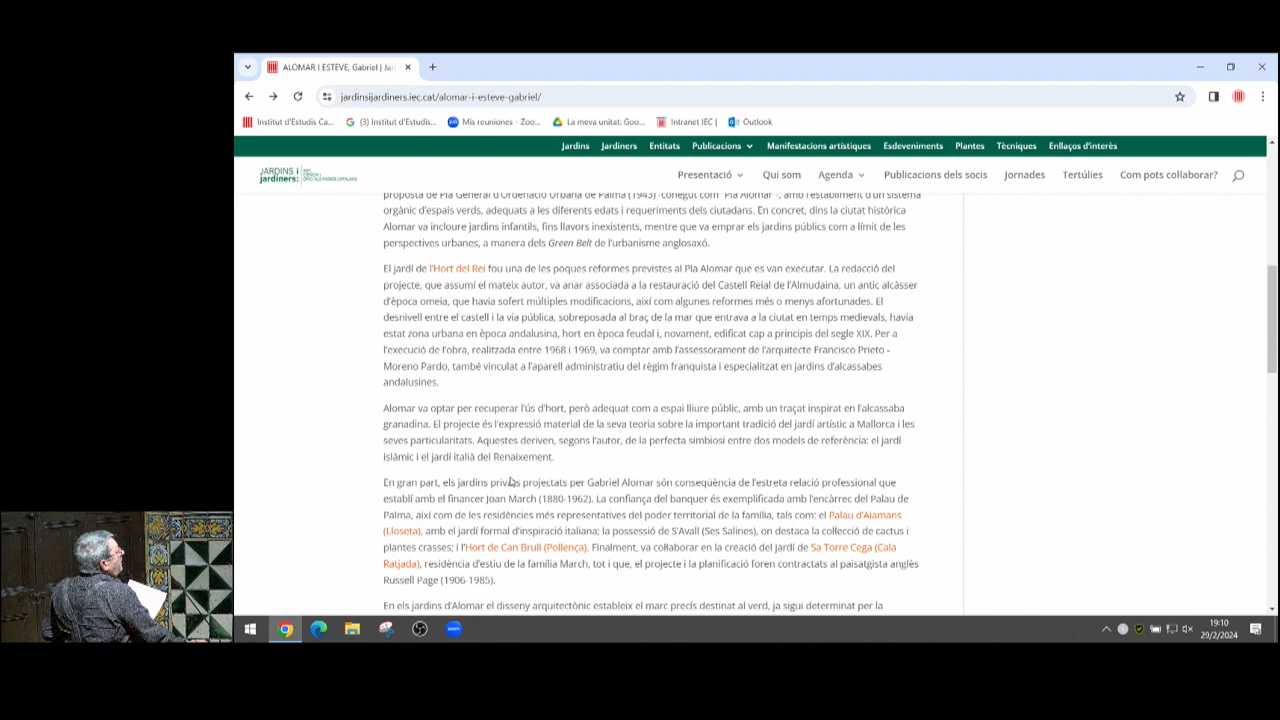 ALOMAR I ESTEVE, Gabriel | Jar
jardinsijardiners.iec.cat/alomar-i-esteve-gabriel/
Institut d'Estudis Ca... (3) Institut d'Estudis... Mis reuniones - Zoo... La meva unitat: Goo... Intranet IEC | Outlook
Jardins Jardiners Entitats Publicacions Manifestacions artístiques Esdeveniments Plantes Tècniques Enllaços d'interès
JARDINS i jardiners: Presentació Qui som Agenda Publicacions dels socis Jornades Tertúlies Com pots col·laborar?
proposta de Pla General d'Ordenació Urbana de Palma (1943) -conegut com "Pla Alomar"-, amb l'establiment d'un sistema
orgànic d'espais verds, adequats a les diferents edats i requeriments dels ciutadans. En concret, dins la ciutat històrica
Alomar va incloure jardins infantils, fins llavors inexistents, mentre que va emprar els jardins públics com a límit de les
perspectives urbanes, a manera dels Green Belt de l'urbanisme anglosaxó.
El jardí de l'Hort del Rei fou una de les poques reformes previstes al Pla Alomar que es van executar. La redacció del
projecte, que assumí el mateix autor, va anar associada a la restauració del Castell Reial de l'Almudaina, un antic alcàsser
d'època omeia, que havia sofert múltiples modificacions, així com algunes reformes més o menys afortunades. El
desnivell entre el castell i la via pública, sobreposada al braç de la mar que entrava a la ciutat en temps medievals, havia
estat zona urbana en època andalusina, hort en època feudal i, novament, edificat cap a principis del segle XIX. Per a
l'execució de l'obra, realitzada entre 1968 i 1969, va comptar amb l'assessorament de l'arquitecte Francisco Prieto -
Moreno Pardo, també vinculat a l'aparell administratiu del règim franquista i especialitzat en jardins d'alcassabes
andalusines.
Alomar va optar per recuperar l'ús d'hort, però adequat com a espai lliure públic, amb un traçat inspirat en l'alcassaba
granadina. El projecte és l'expressió material de la seva teoria sobre la important tradició del jardí artístic a Mallorca i les
seves particularitats. Aquestes deriven, segons l'autor, de la perfecta simbiosi entre dos models de referència: el jardí
islàmic i el jardí italià del Renaixement.
En gran part, els jardins privats projectats per Gabriel Alomar són conseqüència de l'estreta relació professional que
establí amb el financer Joan March (1880-1962). La confiança del banquer és exemplificada amb l'encàrrec del Palau de
Palma, així com de les residències més representatives del poder territorial de la família, tals com: el Palau d'Aiamans
(Lloseta), amb el jardí formal d'inspiració italiana; la possessió de S'Avall (Ses Salines), on destaca la col·lecció de cactus i
plantes crasses; i l'Hort de Can Brull (Pollença). Finalment, va col·laborar en la creació del jardí de Sa Torre Cega (Cala
Ratjada), residència d'estiu de la família March, tot i que, el projecte i la planificació foren contractats al paisatgista anglès
Russell Page (1906-1985).
En els jardins d'Alomar el disseny arquitectònic estableix el marc precís destinat al verd, ja sigui determinat per la
zoom
19:10
29/2/2024